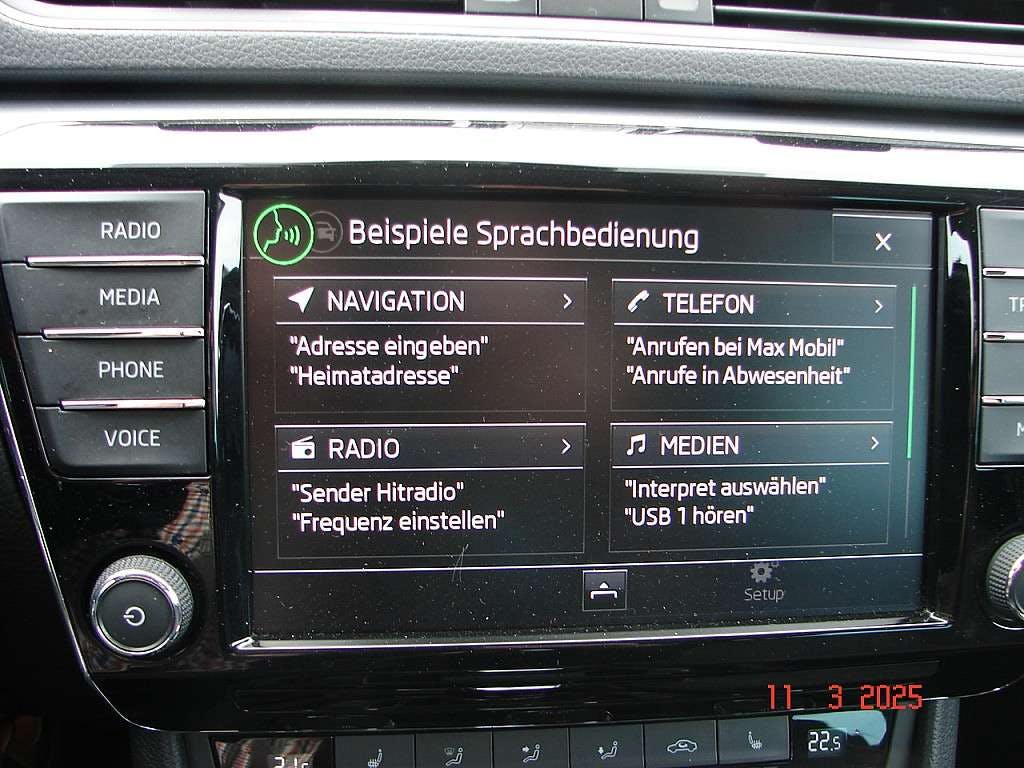 RADIO
MEDIA
PHONE
VOICE
Beispiele Sprachbedienung
X
NAVIGATION
"Adresse eingeben"
"Heimatadresse"
TELEFON
"Anrufen bei Max Mobil"
"Anrufe in Abwesenheit"
RADIO
"Sender Hitradio"
"Frequenz einstellen"
MEDIEN
"Interpret auswählen"
"USB 1 hören"
Setup
11 3 2025
22.5